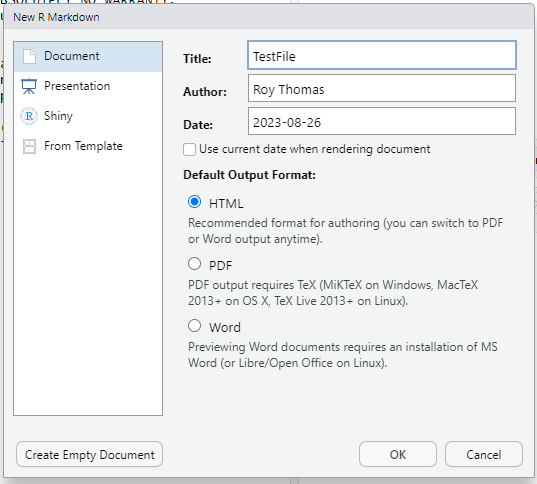 BSOLUTELY NO WARRANTY.
New R Markdown
Document
Presentation
Shiny
From Template
Title:
TestFile
Author:
Roy Thomas
Date:
2023-08-26
Use current date when rendering document
Default Output Format:
HTML
Recommended format for authoring (you can switch to PDF
or Word output anytime).
PDF
PDF output requires TeX (MiKTeX on Windows, MacTeX
2013+ on OS X, TeX Live 2013+ on Linux).
Word
Previewing Word documents requires an installation of MS
Word (or Libre/Open Office on Linux).
Create Empty Document
OK
Cancel